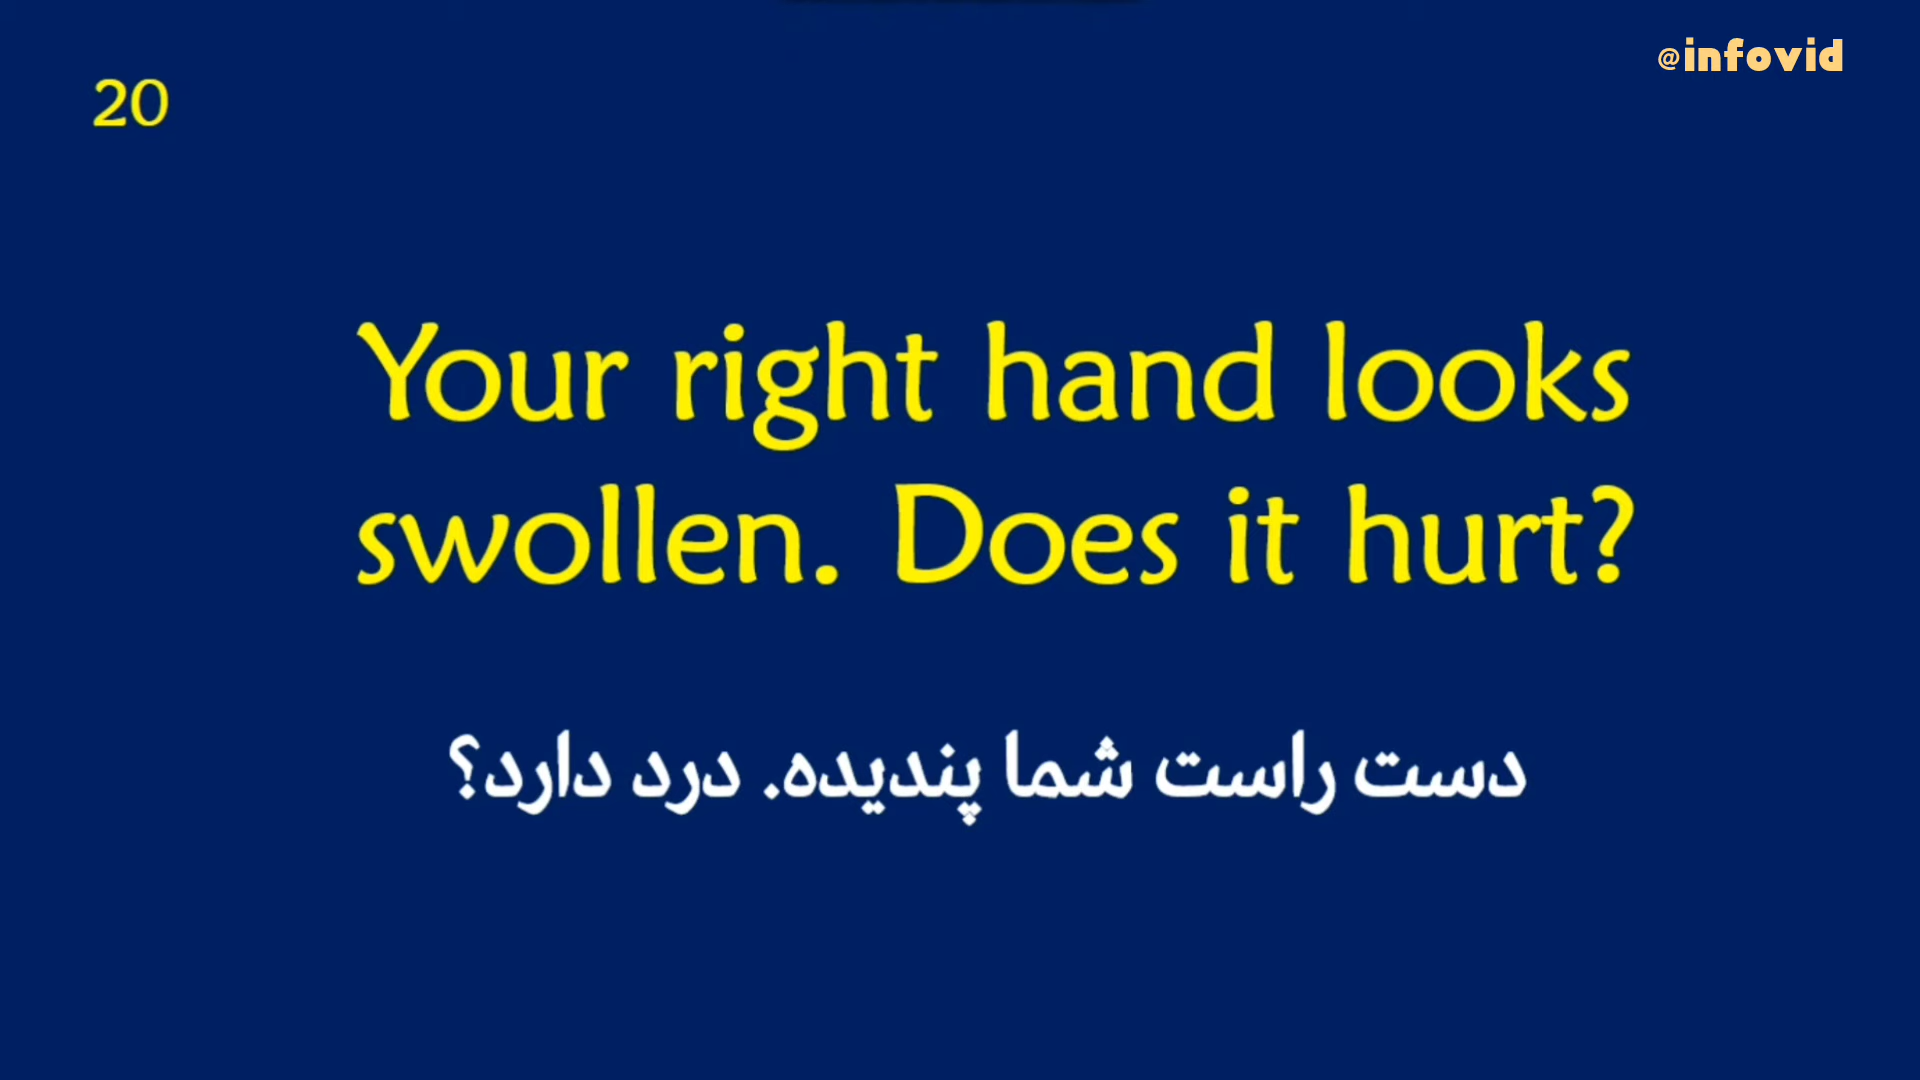 @infovid
20
Your right hand looks
swollen. Does it hurt?
دست راست شما پندیده. درد دارد؟